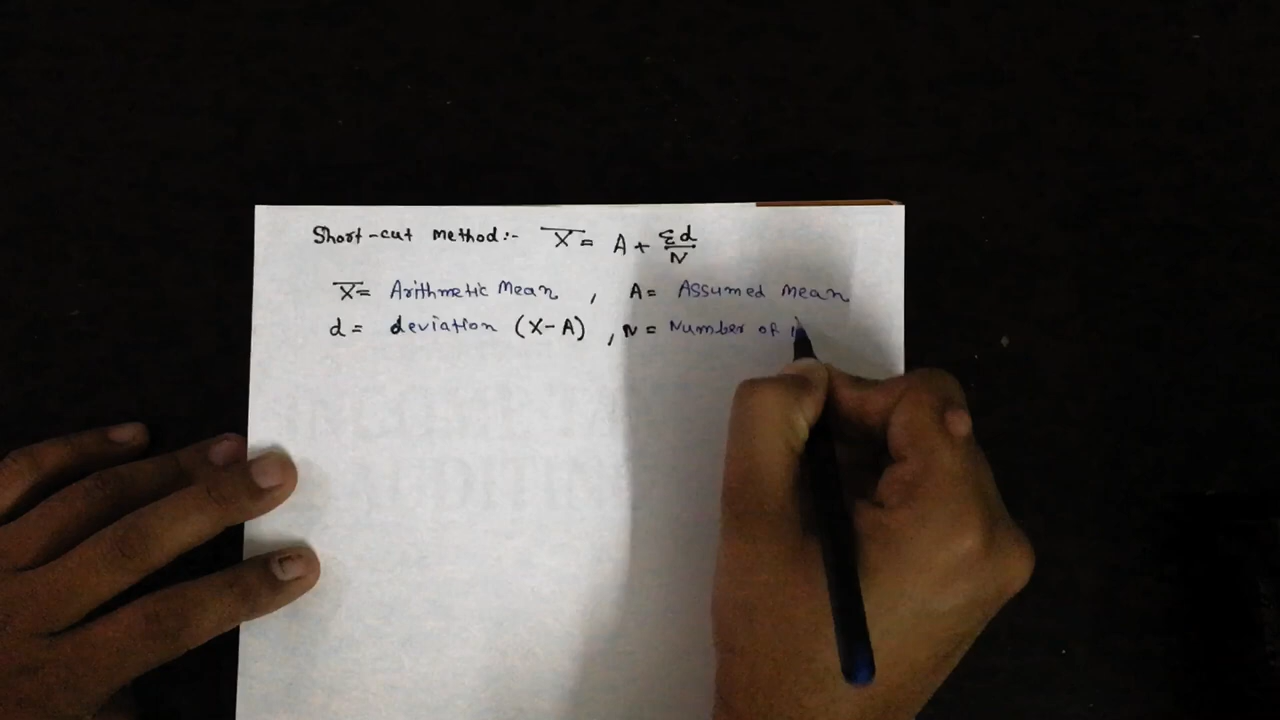 Short-cut method:- X̅ = A + Σd/N
X̅ = Arithmetic Mean , A = Assumed Mean
d = deviation (X-A) , N = Number of i